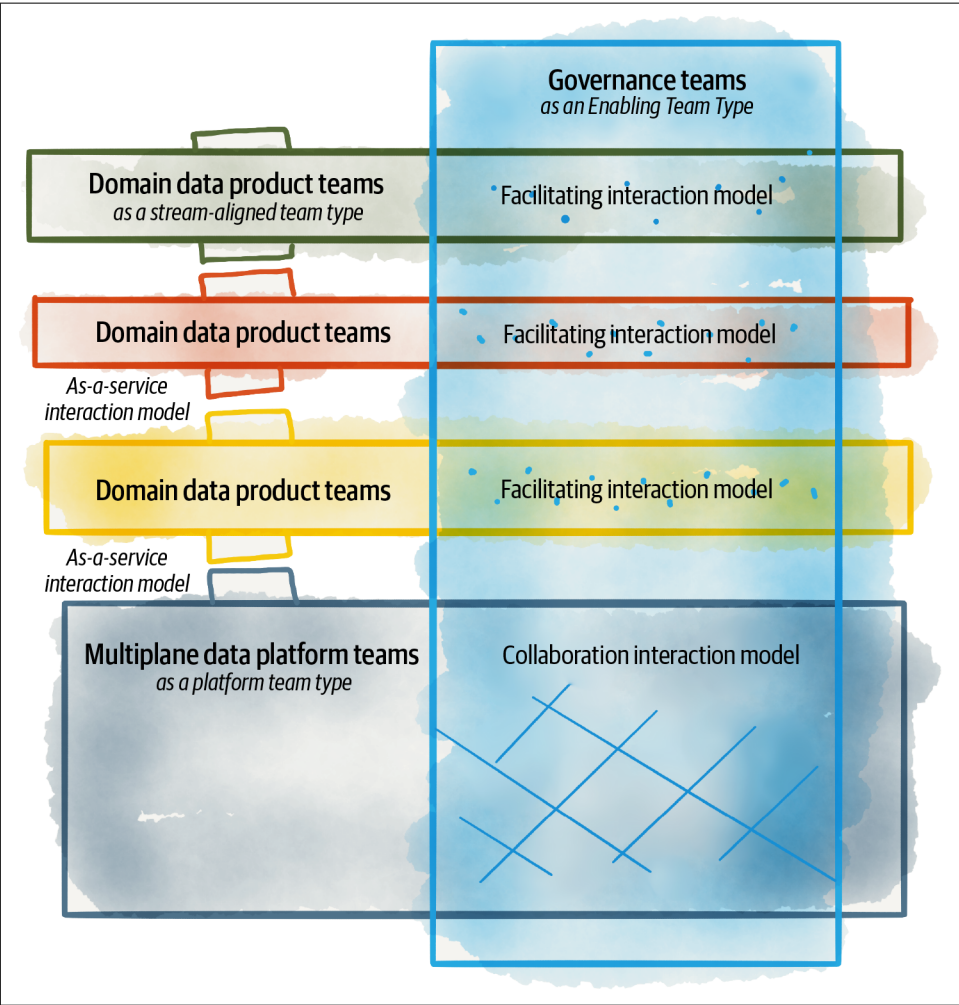 Governance teams
as an Enabling Team Type
Domain data product teams
as a stream-aligned team type
Facilitating interaction model
Domain data product teams
Facilitating interaction model
As-a-service
interaction model
Domain data product teams
Facilitating interaction model
As-a-service
interaction model
Multiplane data platform teams
as a platform team type
Collaboration interaction model